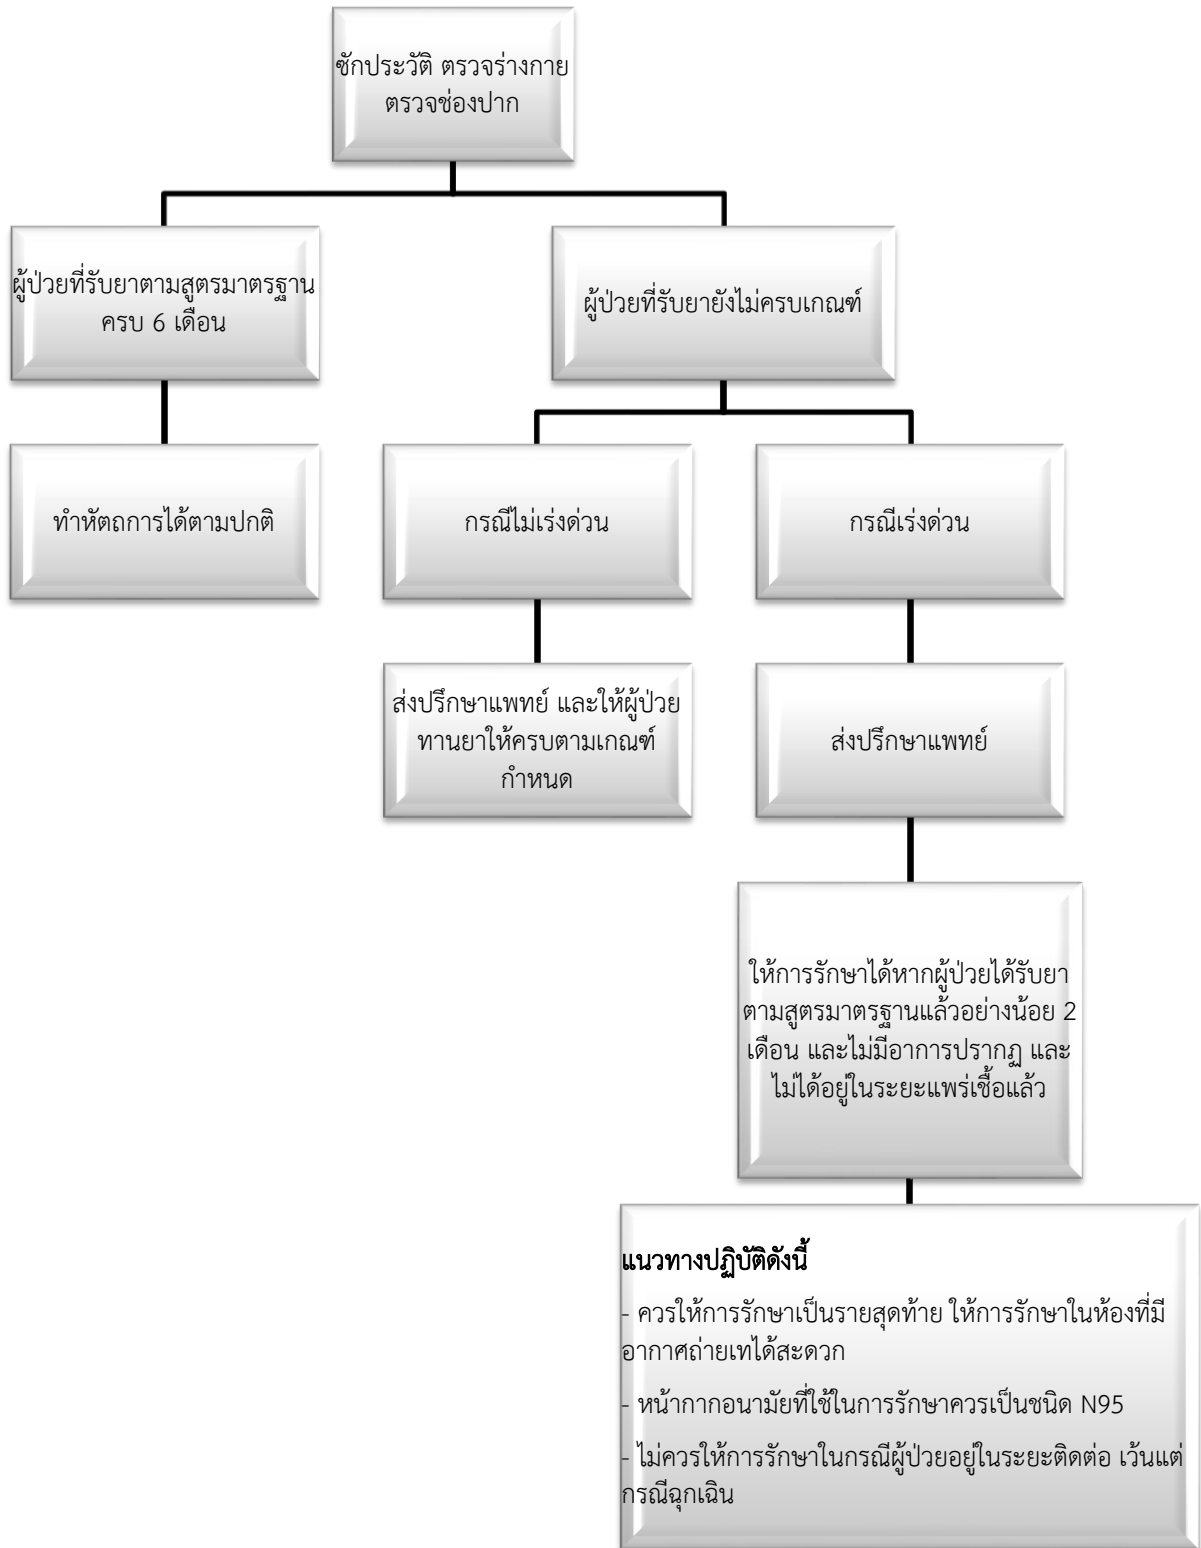 ซักประวัติ ตรวจร่างกาย
ตรวจช่องปาก
ผู้ป่วยที่รับยาตามสูตรมาตรฐาน
ครบ 6 เดือน
ผู้ป่วยที่รับยายังไม่ครบเกณฑ์
ทำหัตถการได้ตามปกติ
กรณีไม่เร่งด่วน
กรณีเร่งด่วน
ส่งปรึกษาแพทย์ และให้ผู้ป่วย
ทานยาให้ครบตามเกณฑ์
กำหนด
ส่งปรึกษาแพทย์
ให้การรักษาได้หากผู้ป่วยได้รับยา
ตามสูตรมาตรฐานแล้วอย่างน้อย 2
เดือน และไม่มีอาการปรากฏ และ
ไม่ได้อยู่ในระยะแพร่เชื้อแล้ว
แนวทางปฏิบัติดังนี้
- ควรให้การรักษาเป็นรายสุดท้าย ให้การรักษาในห้องที่มี
อากาศถ่ายเทได้สะดวก
- หน้ากากอนามัยที่ใช้ในการรักษาควรเป็นชนิด N95
- ไม่ควรให้การรักษาในกรณีผู้ป่วยอยู่ในระยะติดต่อ เว้นแต่
กรณีฉุกเฉิน